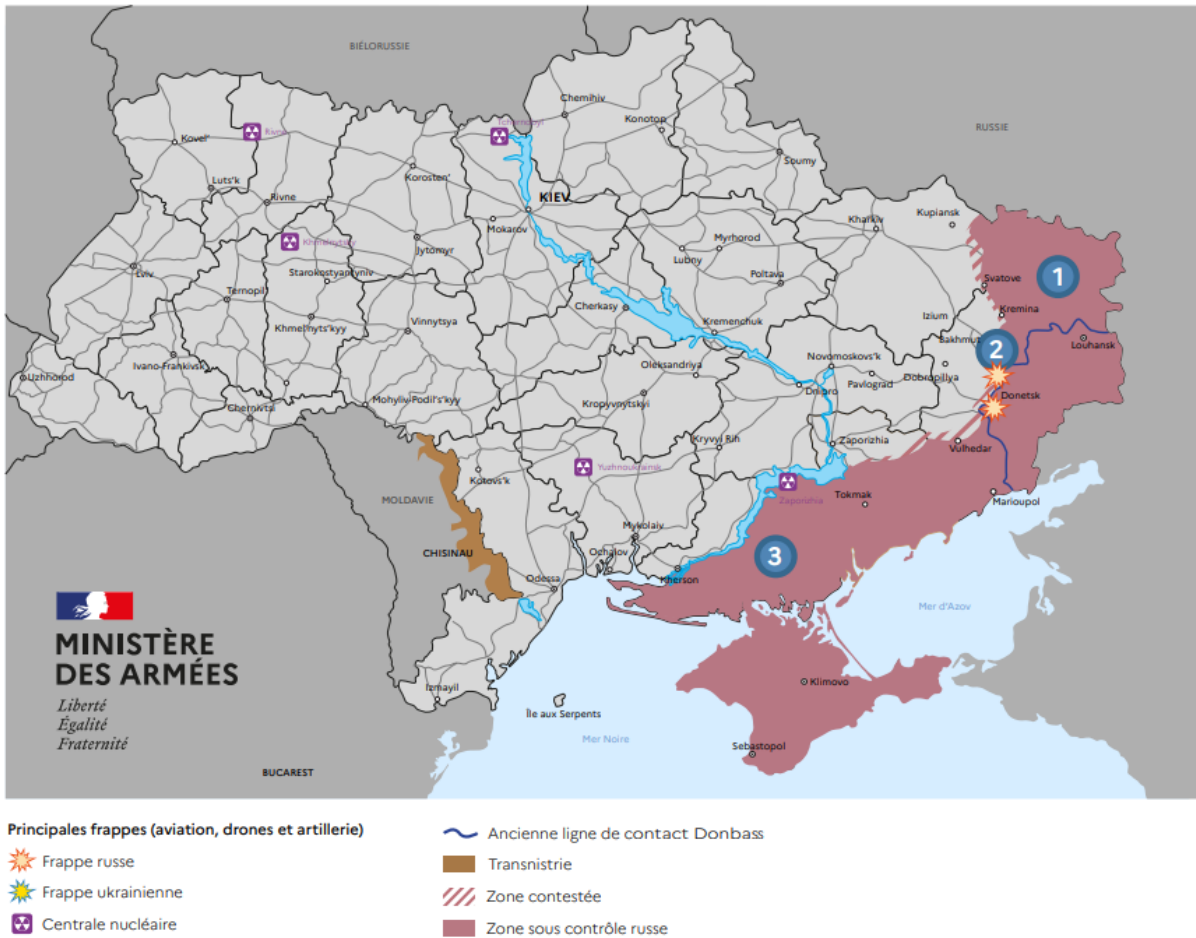 BIÉLORUSSIE
RUSSIE
Chemihiv
Konotop
Tchernobyl
Rivne
Kovel'
Soumy
Korosten'
Luts'k
Rivne
KIEV
Kharkiv
Kupiansk
Mokarov
Myrhorod
Khmelnytsky
Jytomyr
Lubny
Lviv
Starokostyantyniv
Poltava
Svatove
1
Ternopil
Cherkasy
Izium
Kremina
Khmel'nyts'kyy
Vinnytsya
Kremenchuk
Bakhmut
2
Louhansk
Ivano-Frankivsk
Oleksandriya
Novomoskovs'k
Uzhhorod
Pavlograd
Dobropillya
Dnipro
Donetsk
Chernivtsi
Mohyliv-Podil's'kyy
Kropyvnytskyi
Kryvyi Rih
Zaporizhia
Vulhedar
Yuzhnoukrainsk
Kotovs'k
MOLDAVIE
Zaporizhia
Tokmak
Marioupol
Mykolaiv
CHISINAU
Ochakov
3
Odessa
Kherson
Mer d'Azov
MINISTÈRE
DES ARMÉES
Liberté
Égalité
Fraternité
Izmayil
Klimovo
Île aux Serpents
Mer Noire
Sebastopol
BUCAREST
Principales frappes (aviation, drones et artillerie)
Frappe russe
Frappe ukrainienne
Centrale nucléaire
Ancienne ligne de contact Donbass
Transnistrie
Zone contestée
Zone sous contrôle russe